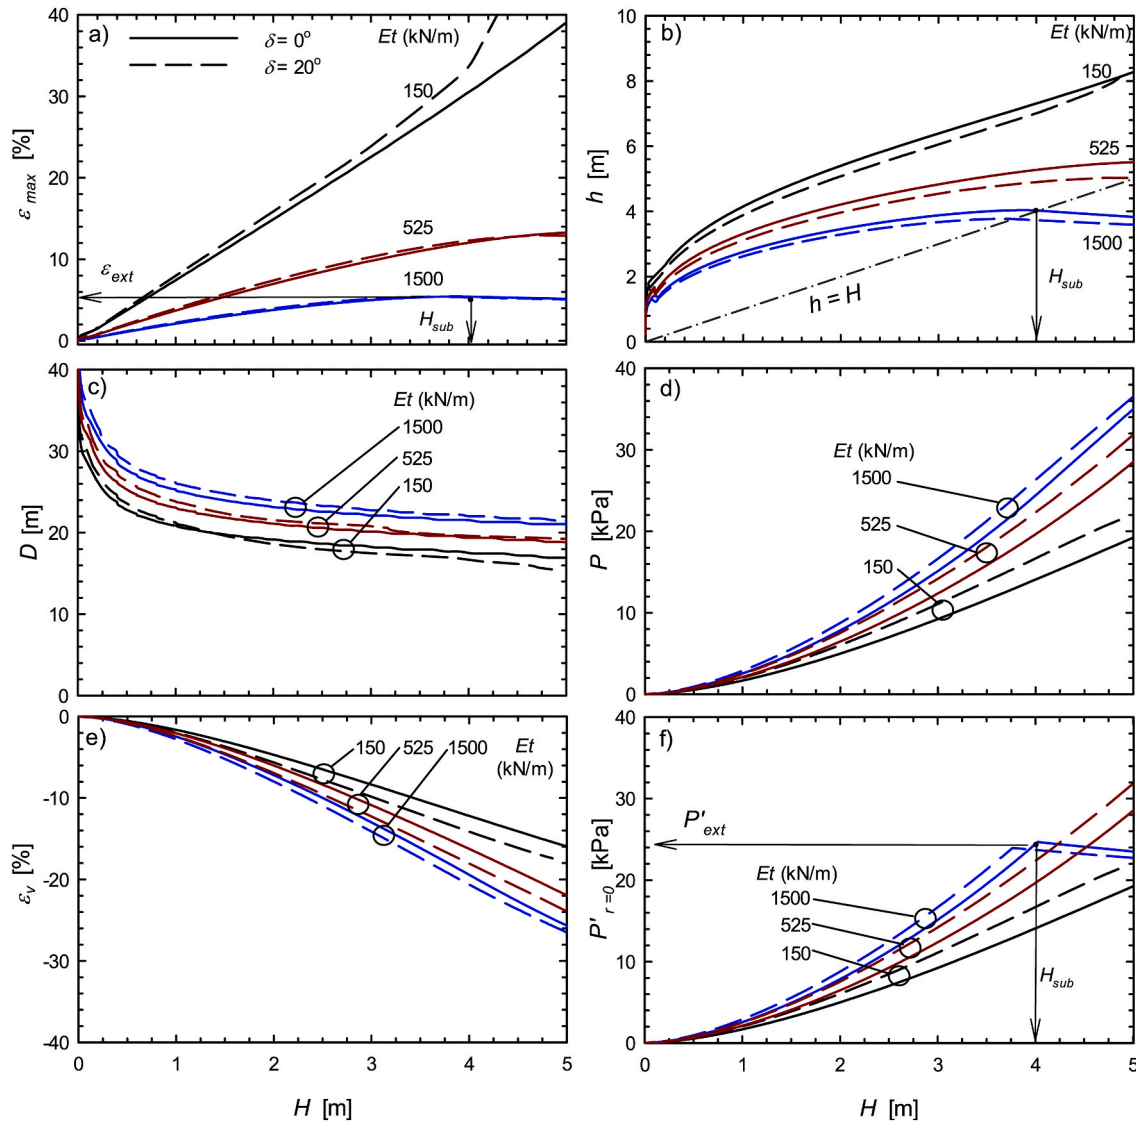 a)
δ = 0°
δ = 20°
Et (kN/m)
150
525
1500
ε_ext
H_sub
ε_max [%]
40
30
20
10
0
b)
Et (kN/m)
150
525
1500
h = H
H_sub
h [m]
10
8
6
4
2
0
c)
Et (kN/m)
1500
525
150
D [m]
40
30
20
10
0
d)
Et (kN/m)
1500
525
150
P [kPa]
40
30
20
10
0
e)
150 525 1500 Et
(kN/m)
ε_v [%]
0
-10
-20
-30
-40
0 1 2 3 4 5
H [m]
f)
P'_ext
Et (kN/m)
1500
525
150
H_sub
P'_r=0 [kPa]
40
30
20
10
0
0 1 2 3 4 5
H [m]